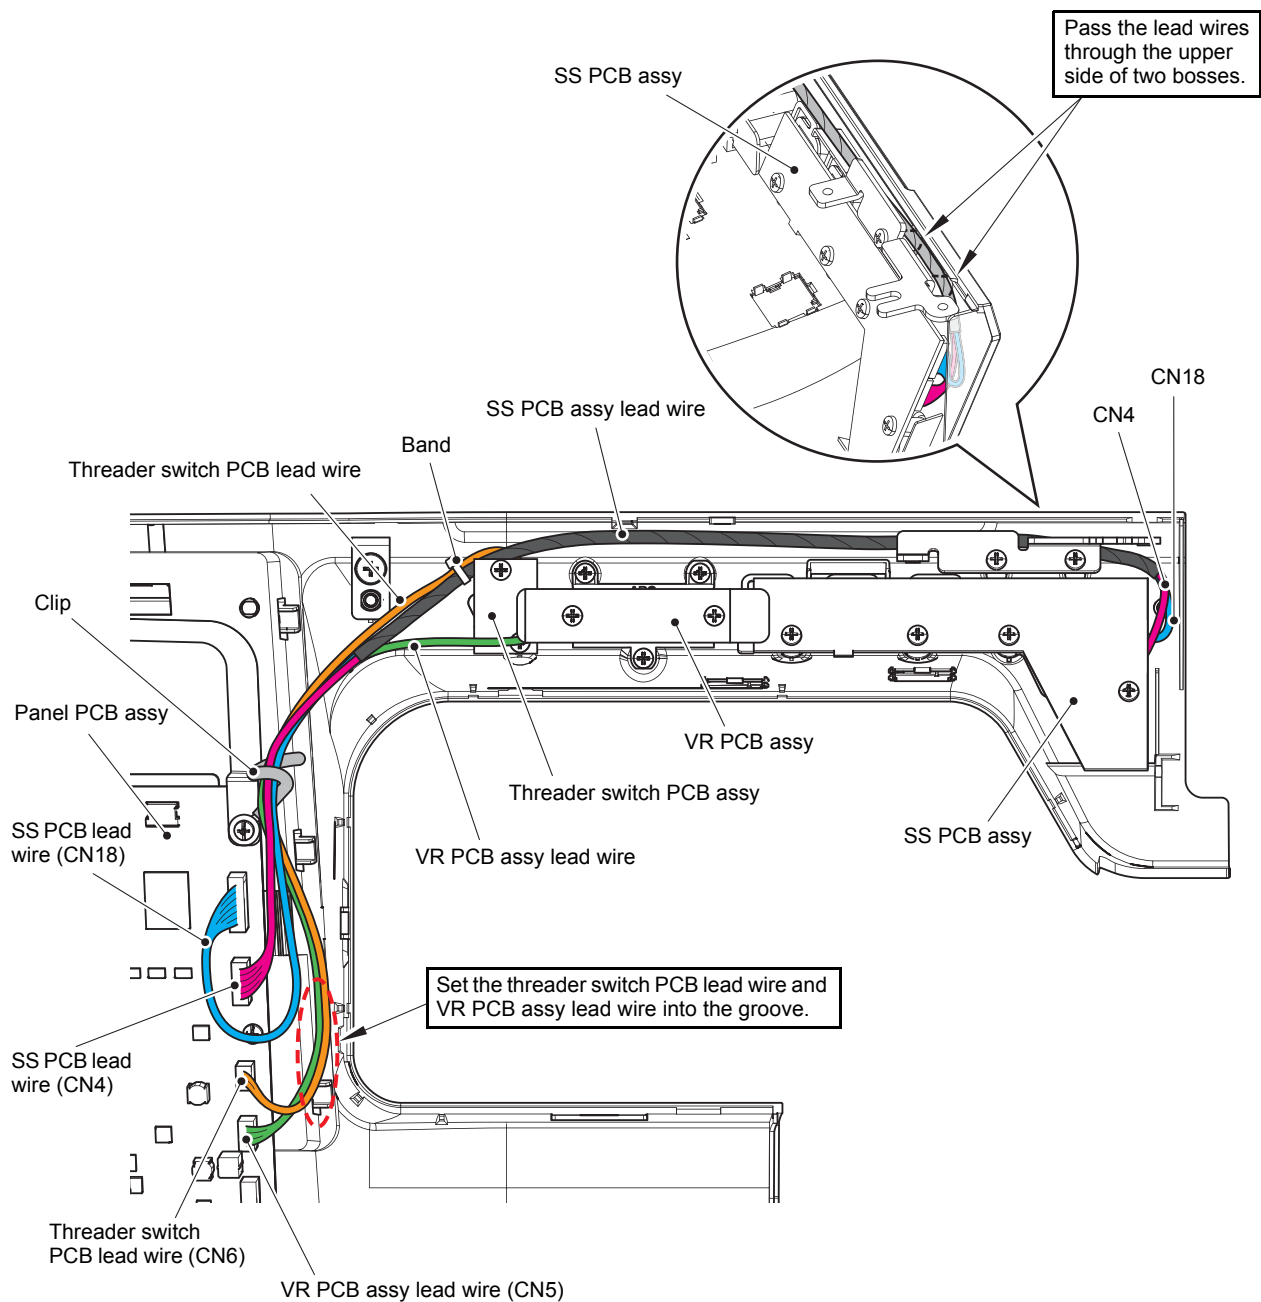 Pass the lead wires
through the upper
side of two bosses.
SS PCB assy
CN18
CN4
SS PCB assy lead wire
Band
Threader switch PCB lead wire
Clip
Panel PCB assy
VR PCB assy
Threader switch PCB assy
SS PCB assy
SS PCB lead
wire (CN18)
VR PCB assy lead wire
Set the threader switch PCB lead wire and
VR PCB assy lead wire into the groove.
SS PCB lead
wire (CN4)
Threader switch
PCB lead wire (CN6)
VR PCB assy lead wire (CN5)